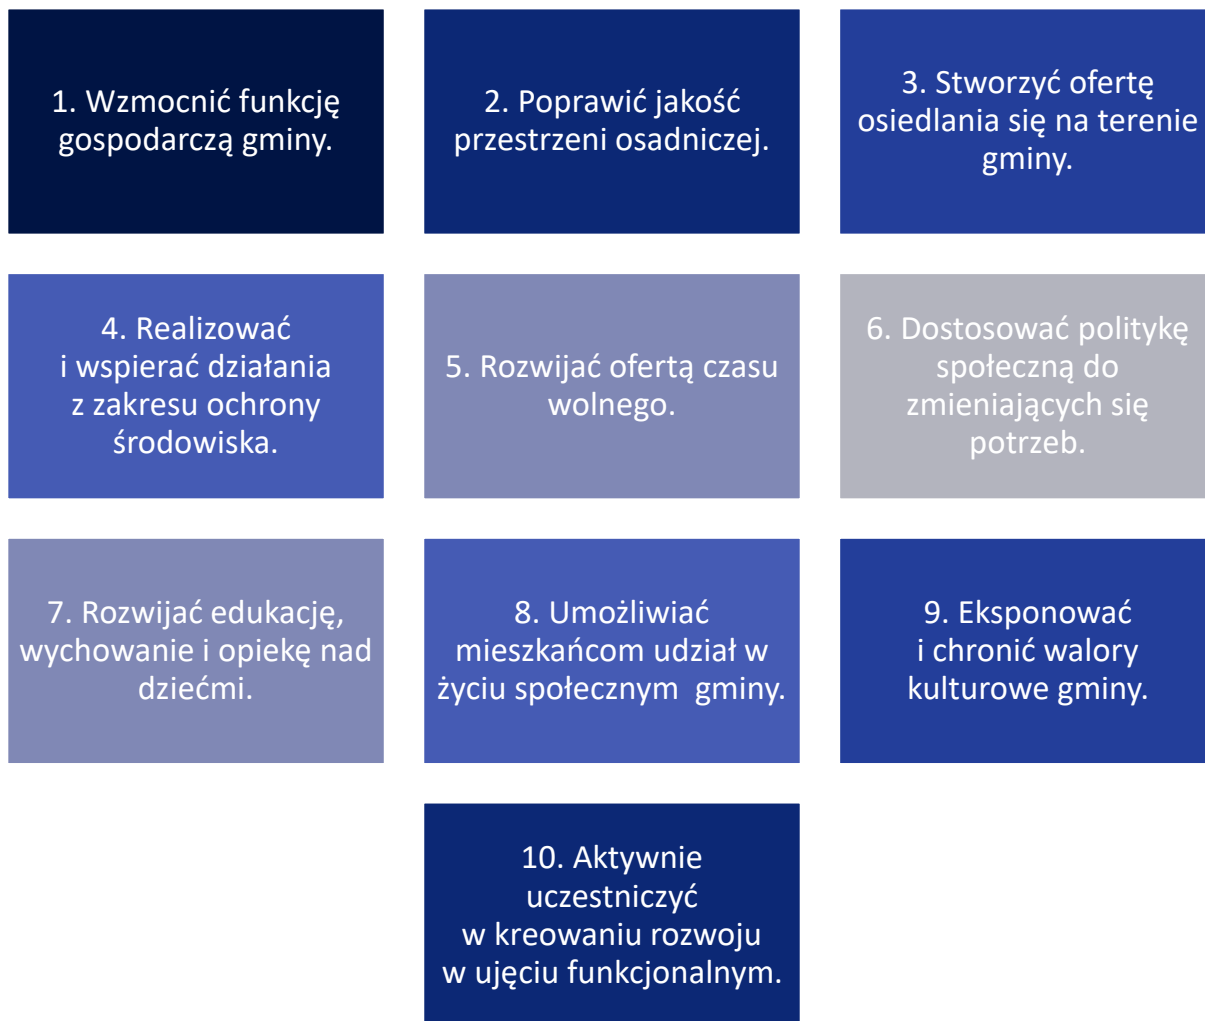 1. Wzmocnić funkcję
gospodarczą gminy.
2. Poprawić jakość
przestrzeni osadniczej.
3. Stworzyć ofertę
osiedlania się na terenie
gminy.
4. Realizować
i wspierać działania
z zakresu ochrony
środowiska.
5. Rozwijać ofertą czasu
wolnego.
6. Dostosować politykę
społeczną do
zmieniających się
potrzeb.
7. Rozwijać edukację,
wychowanie i opiekę nad
dziećmi.
8. Umożliwiać
mieszkańcom udział w
życiu społecznym  gminy.
9. Eksponować
i chronić walory
kulturowe gminy.
10. Aktywnie
uczestniczyć
w kreowaniu rozwoju
w ujęciu funkcjonalnym.